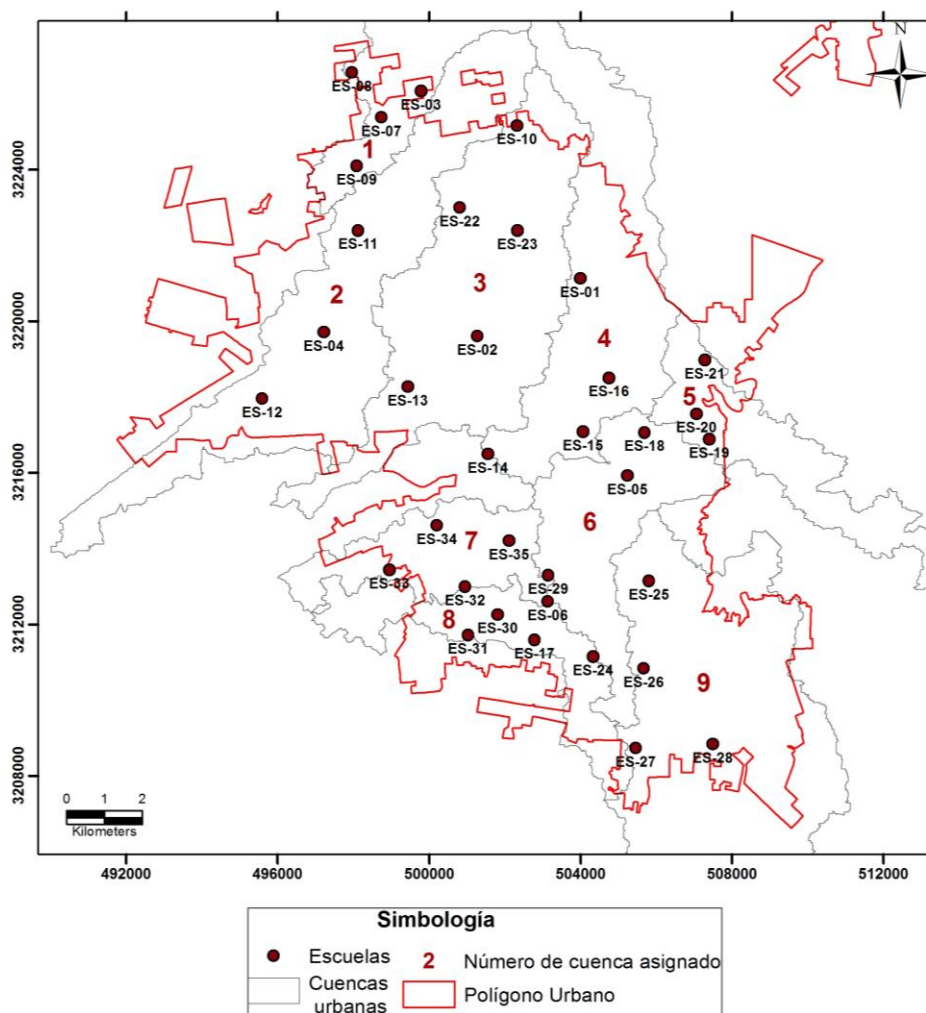 N
ES-08
ES-03
ES-07
ES-10
1
3224000
ES-09
ES-22
ES-11
ES-23
3
2
ES-01
3220000
ES-04
ES-02
4
ES-21
ES-16
5
ES-12
ES-13
ES-20
ES-15
ES-18
ES-19
3216000
ES-14
ES-05
6
ES-34
7
ES-35
ES-33
ES-29
ES-25
ES-32
ES-06
3212000
8
ES-30
ES-31
ES-17
ES-24
ES-26
9
ES-27
ES-28
3208000
0 1 2
Kilometers
492000 496000 500000 504000 508000 512000
Simbología
Escuelas
2 Número de cuenca asignado
Cuencas
urbanas
Polígono Urbano